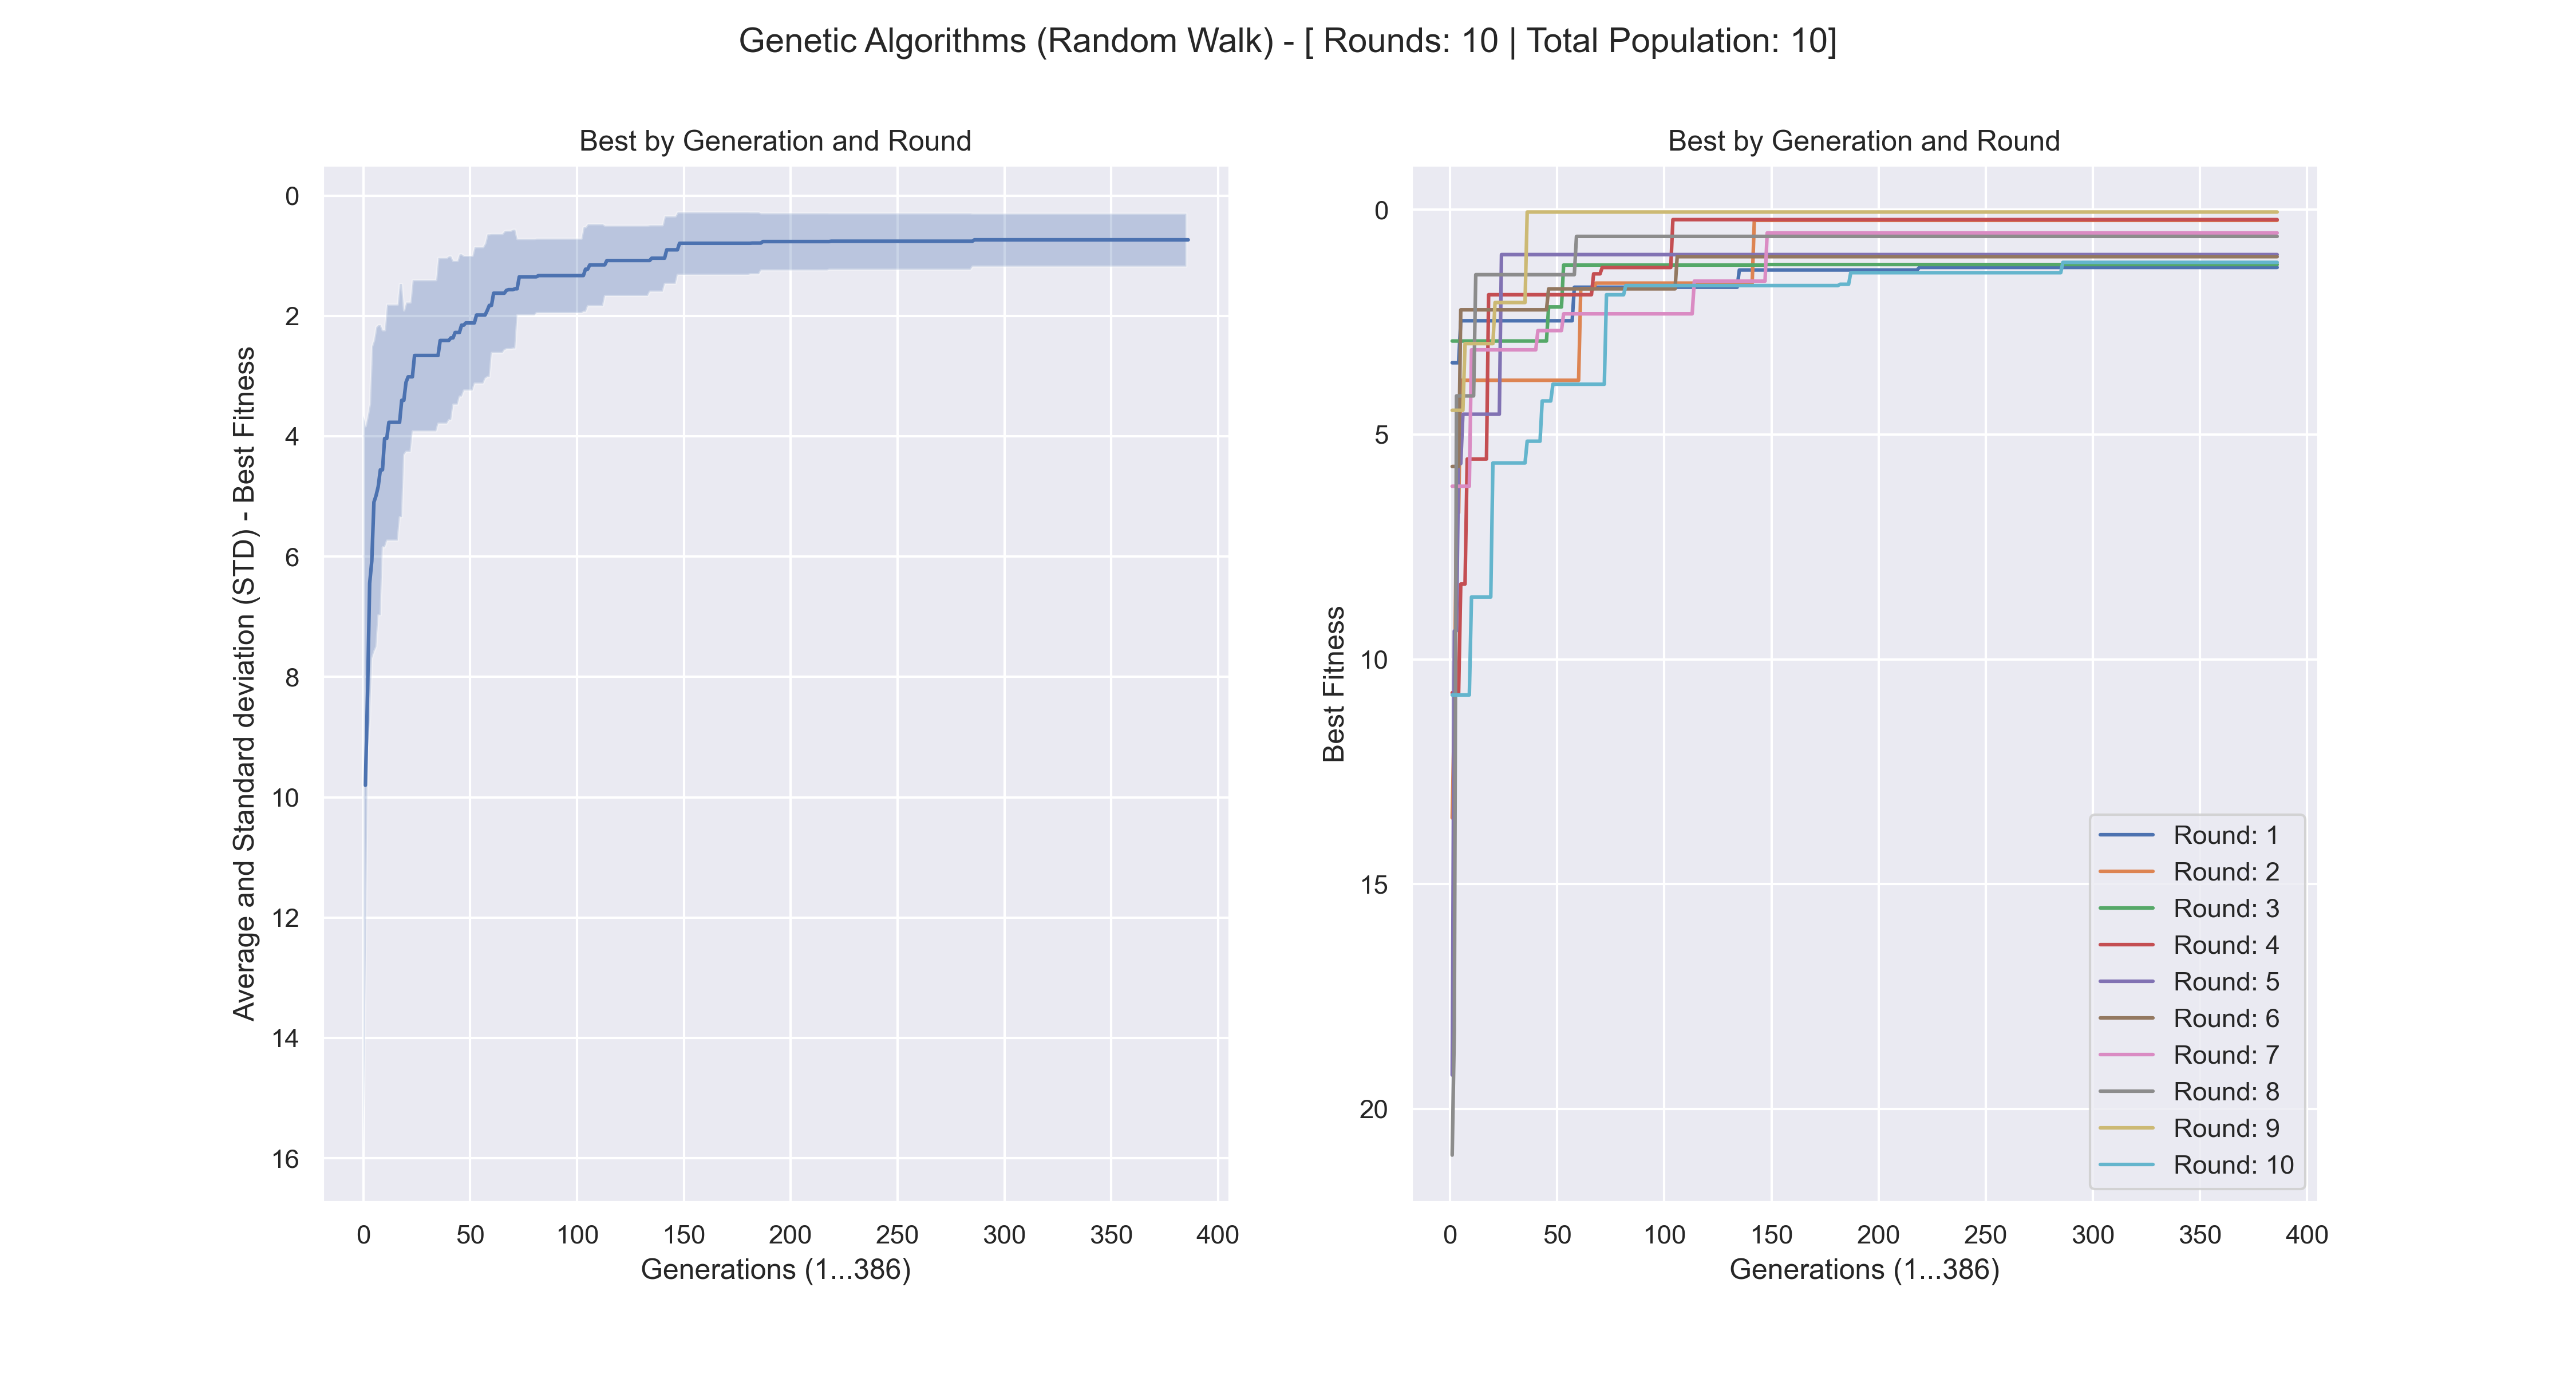 Genetic Algorithms (Random Walk) - [ Rounds: 10 | Total Population: 10]
Best by Generation and Round
Average and Standard deviation (STD) - Best Fitness
0
2
4
6
8
10
12
14
16
0 50 100 150 200 250 300 350 400
Generations (1...386)
Best by Generation and Round
Best Fitness
0
5
10
15
20
Round: 1
Round: 2
Round: 3
Round: 4
Round: 5
Round: 6
Round: 7
Round: 8
Round: 9
Round: 10
0 50 100 150 200 250 300 350 400
Generations (1...386)